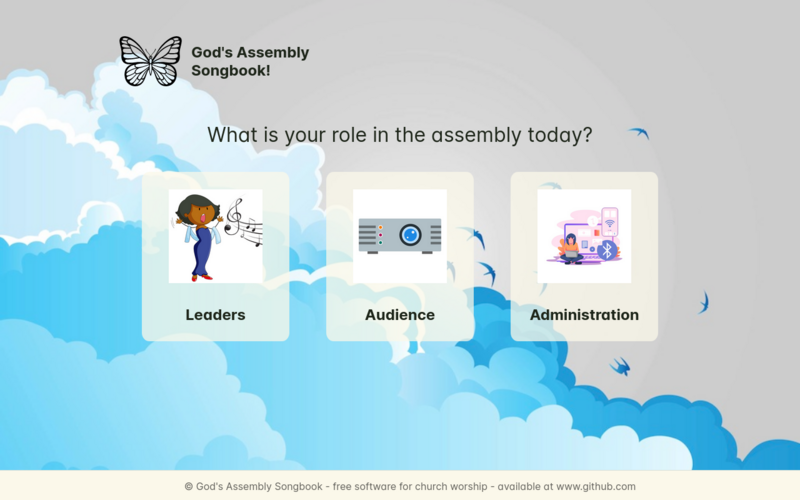 God's Assembly
Songbook!
What is your role in the assembly today?
Leaders
Audience
Administration
© God's Assembly Songbook - free software for church worship - available at www.github.com